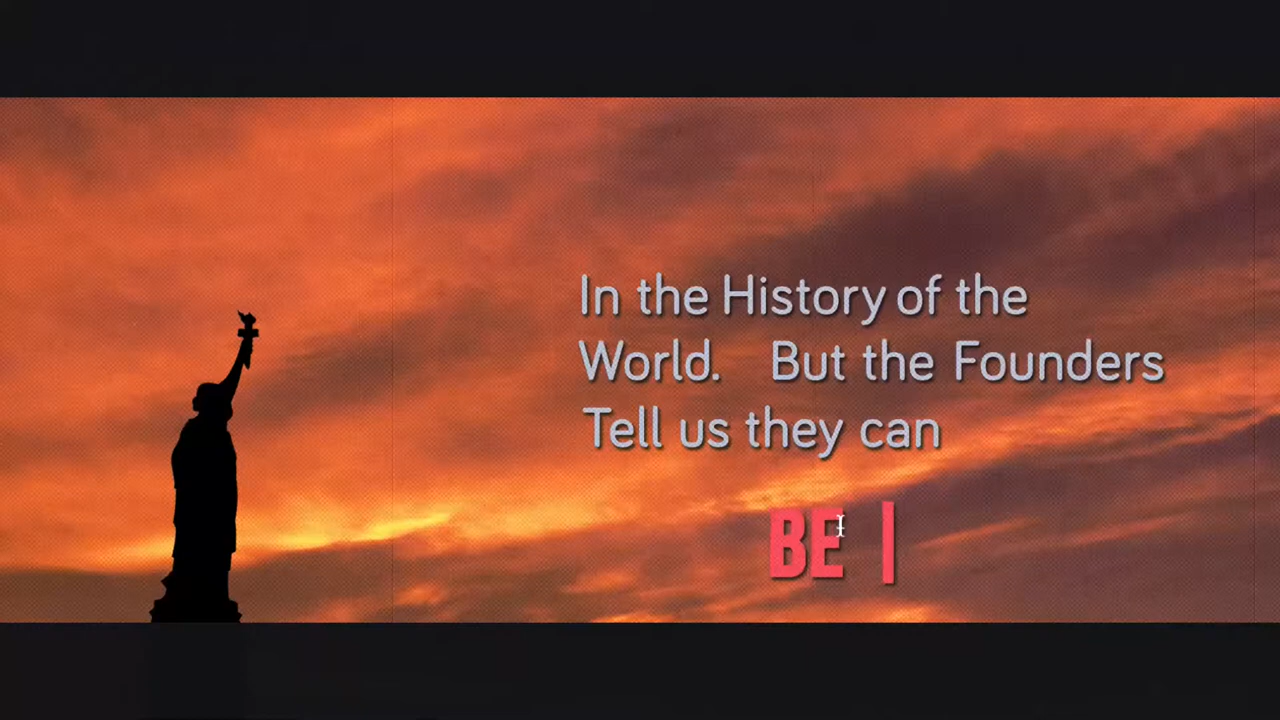 In the History of the
World. But the Founders
Tell us they can
BE |